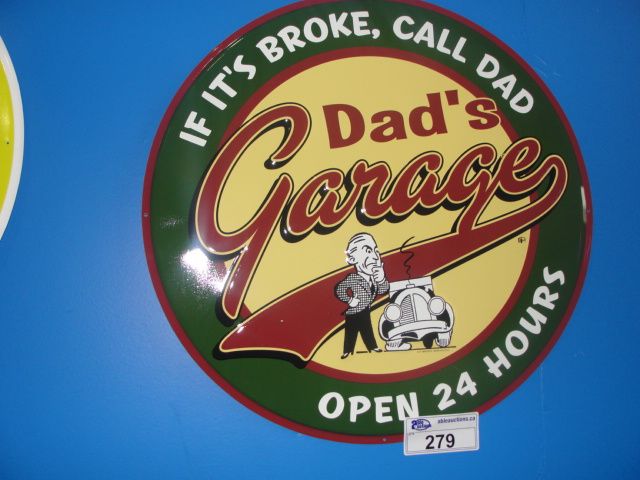 IF IT'S BROKE, CALL DAD
Dad's
Garage
OPEN 24 HOURS
ableauctions.ca
279